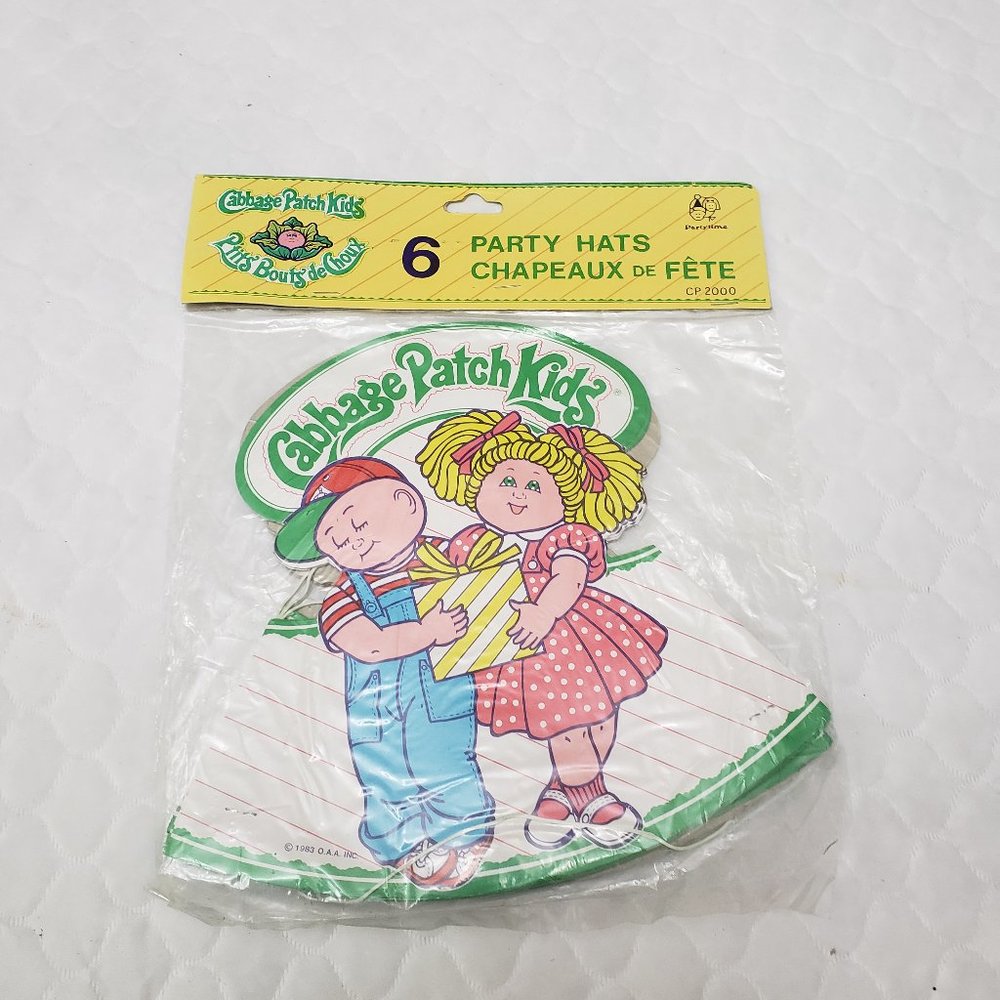 Cabbage Patch Kids
P'tits Bouts de Choux
6 PARTY HATS
CHAPEAUX DE FÊTE
CP 2000
Partytime
Cabbage Patch Kids®
© 1983 O.A.A. INC